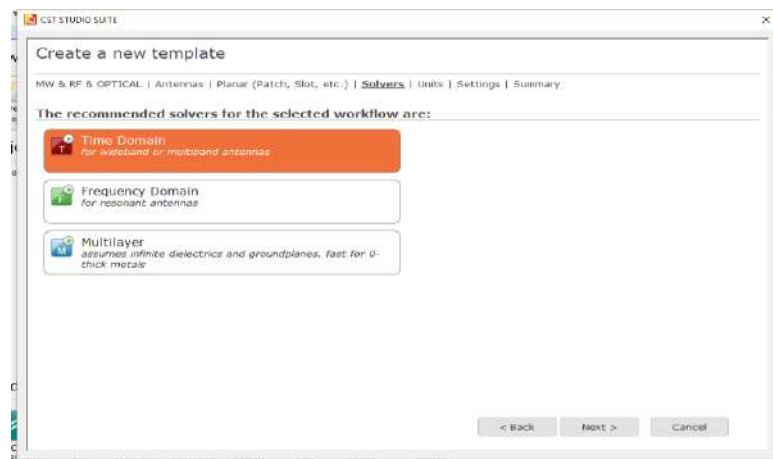 CST STUDIO SUITE
Create a new template
MW & RF & OPTICAL | Antennas | Planar (Patch, Slot, etc.) | Solvers | Units | Settings | Summary
The recommended solvers for the selected workflow are:
Time Domain
for wideband or multiband antennas
Frequency Domain
for resonant antennas
Multilayer
assumes infinite dielectrics and groundplanes, fast for 0-
thick metals
< Back Next > Cancel